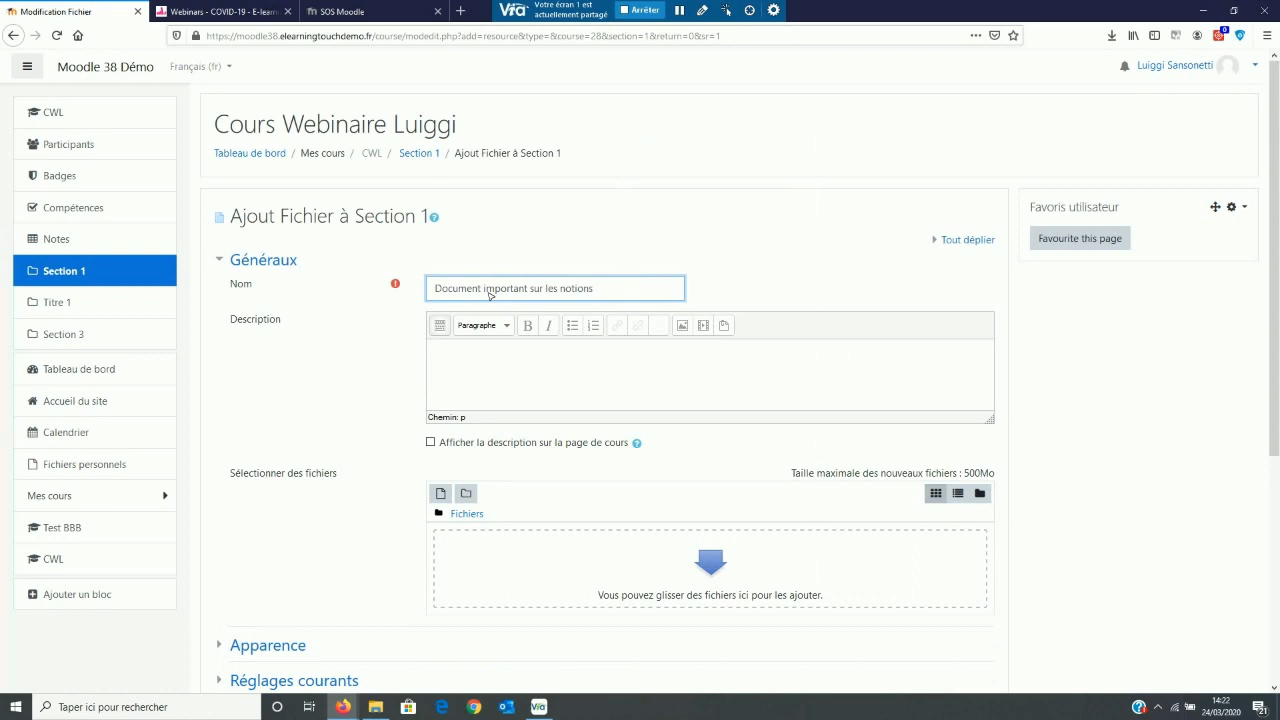 Modification Fichier
Webinars - COVID-19 - E-learn
SOS Moodle
Via
Votre écran 1 est
actuellement partagé
Arrêter
https://moodle38.elearningtouchdemo.fr/course/modedit.php?add=resource&type=&course=28&section=1&return=0&sr=1
Moodle 38 Démo
Français (fr)
Luiggi Sansonetti
CWL
Participants
Badges
Compétences
Notes
Section 1
Titre 1
Section 3
Tableau de bord
Accueil du site
Calendrier
Fichiers personnels
Mes cours
Test BBB
CWL
Ajouter un bloc
Cours Webinaire Luiggi
Tableau de bord / Mes cours / CWL / Section 1 / Ajout Fichier à Section 1
Ajout Fichier à Section 1
Tout déplier
Généraux
Nom
Document important sur les notions
Description
Paragraphe
B I
Chemin: p
Afficher la description sur la page de cours
Sélectionner des fichiers
Taille maximale des nouveaux fichiers : 500Mo
Fichiers
Vous pouvez glisser des fichiers ici pour les ajouter.
Apparence
Réglages courants
Favoris utilisateur
Favourite this page
Taper ici pour rechercher
Via
14:22
24/03/2020
21